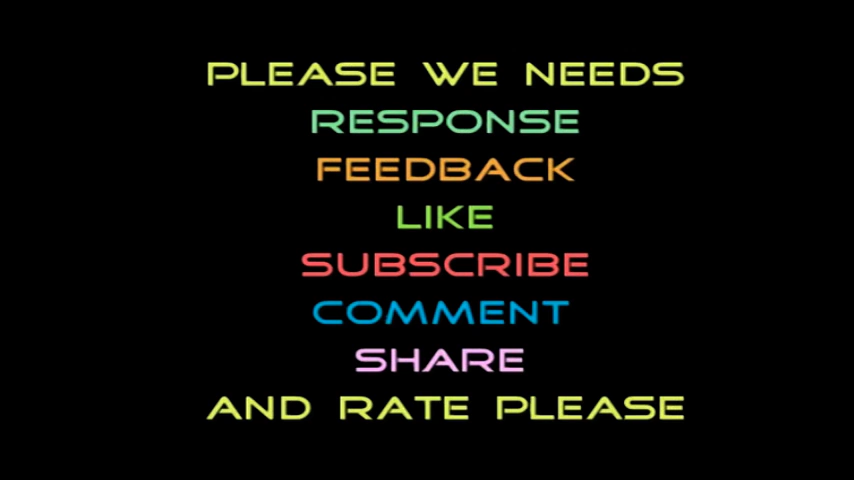 PLEASE WE NEEDS
RESPONSE
FEEDBACK
LIKE
SUBSCRIBE
COMMENT
SHARE
AND RATE PLEASE